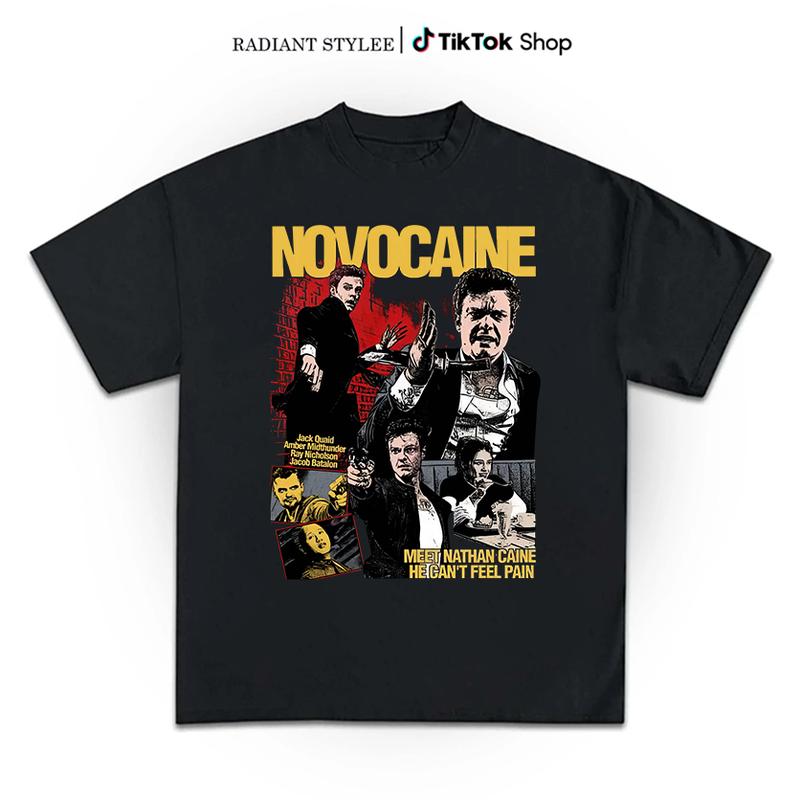 RADIANT STYLEE | TikTok Shop
NOVOCAINE
Jack Quaid
Amber Midthunder
Ray Nicholson
Jacob Batalon
MEET NATHAN CAINE
HE CAN'T FEEL PAIN